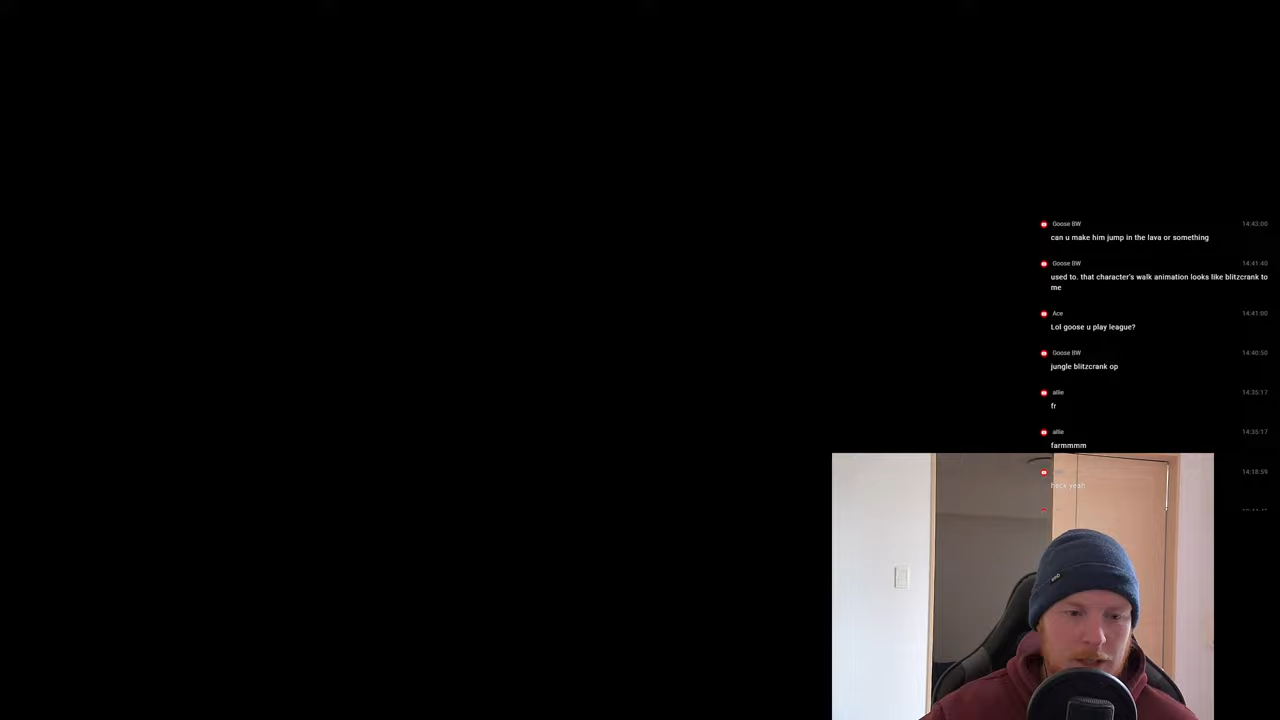 Goose BW 14:43:00
can u make him jump in the lava or something
Goose BW 14:41:40
used to. that character's walk animation looks like blitzcrank to
me
Ace 14:41:00
Lol goose u play league?
Goose BW 14:40:50
jungle blitzcrank op
allie 14:35:17
fr
allie 14:35:17
farmmmm
14:18:59
heck yeah